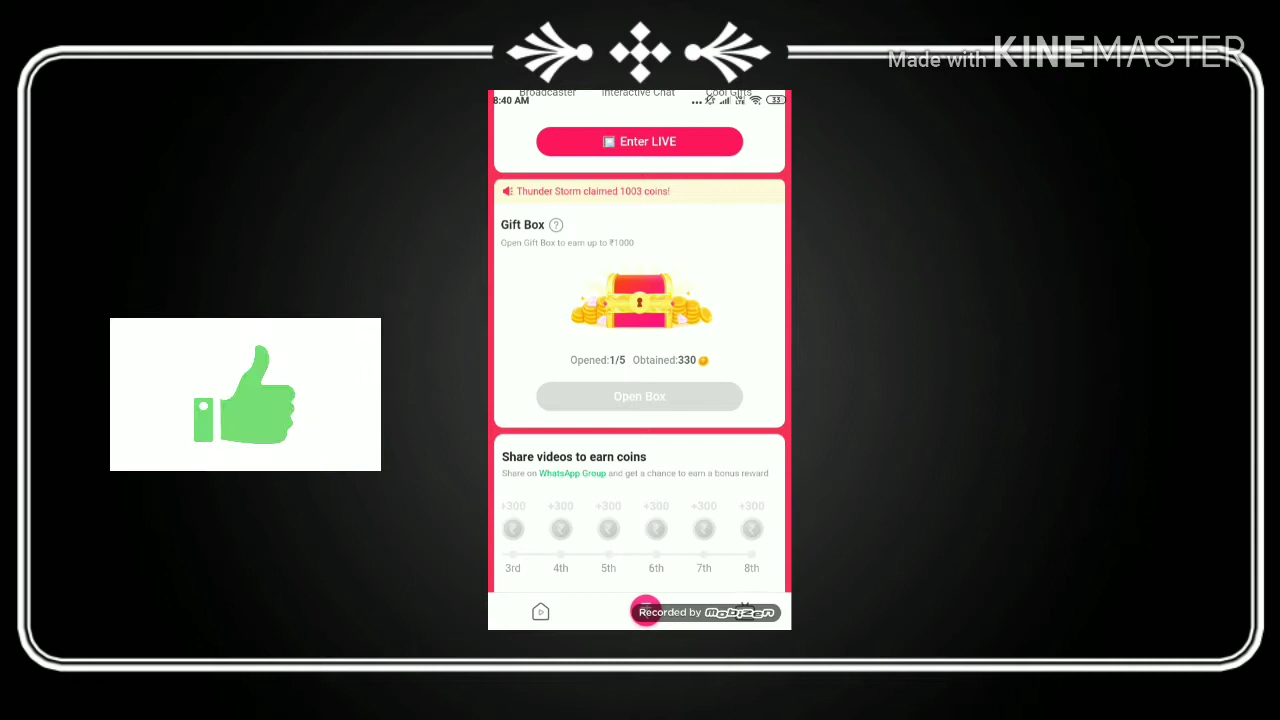 Made with KINEMASTER
Broadcaster Interactive Chat Cool Gifts
8:40 AM 33
Enter LIVE
Thunder Storm claimed 1003 coins!
Gift Box ?
Open Gift Box to earn up to ₹1000
Opened:1/5 Obtained:330
Open Box
Share videos to earn coins
Share on WhatsApp Group and get a chance to earn a bonus reward
+300 +300 +300 +300 +300 +300
₹ ₹ ₹ ₹ ₹ ₹
3rd 4th 5th 6th 7th 8th
Recorded by mobizen